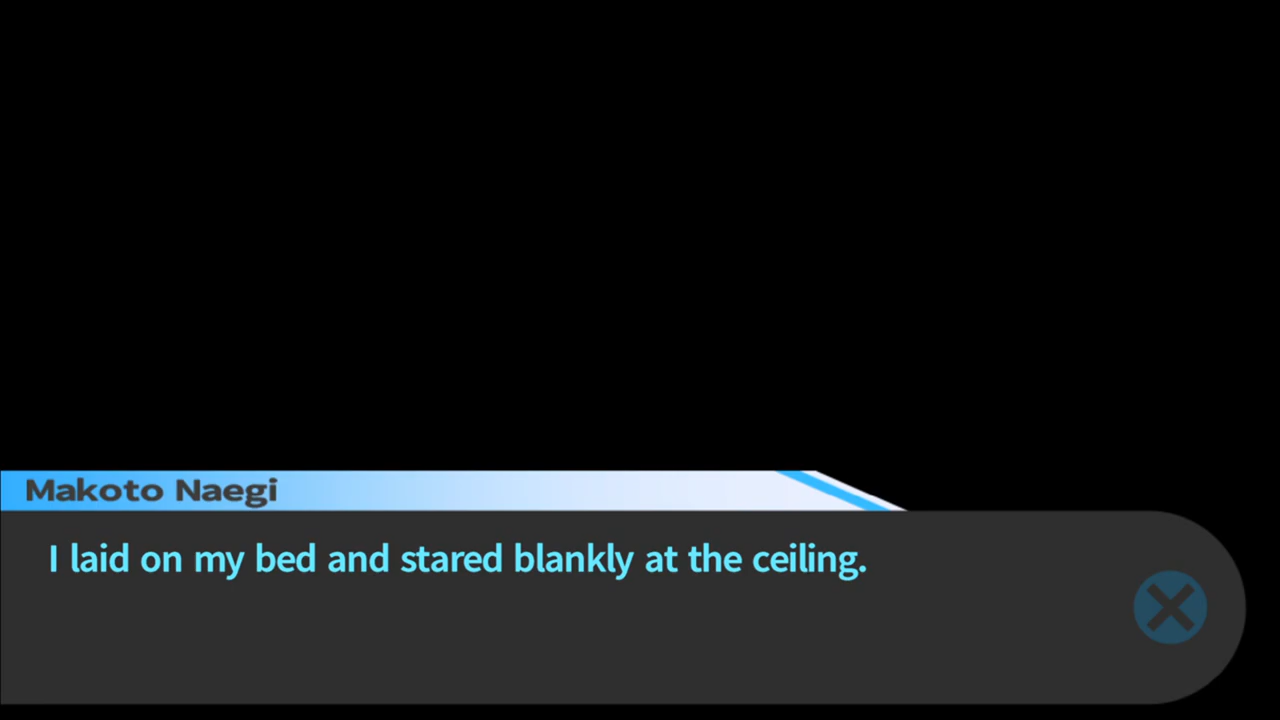 Makoto Naegi
I laid on my bed and stared blankly at the ceiling.